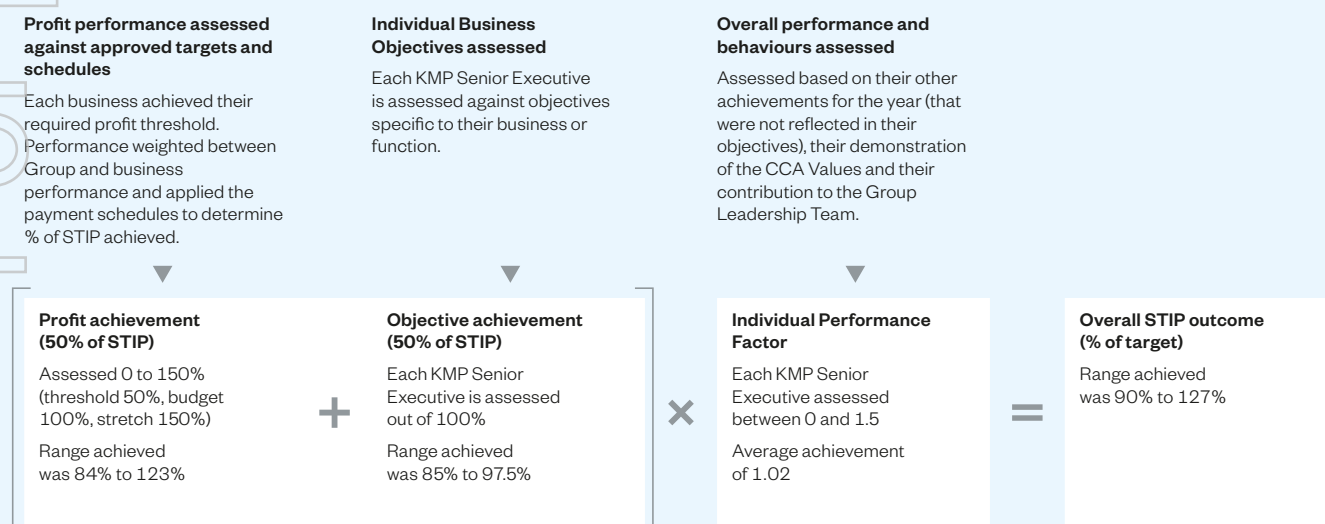 Profit performance assessed
against approved targets and
schedules
Each business achieved their
required profit threshold.
Performance weighted between
Group and business
performance and applied the
payment schedules to determine
% of STIP achieved.
Individual Business
Objectives assessed
Each KMP Senior Executive
is assessed against objectives
specific to their business or
function.
Overall performance and
behaviours assessed
Assessed based on their other
achievements for the year (that
were not reflected in their
objectives), their demonstration
of the CCA Values and their
contribution to the Group
Leadership Team.
Profit achievement
(50% of STIP)
Assessed 0 to 150%
(threshold 50%, budget
100%, stretch 150%)
Range achieved
was 84% to 123%
+
Objective achievement
(50% of STIP)
Each KMP Senior
Executive is assessed
out of 100%
Range achieved
was 85% to 97.5%
×
Individual Performance
Factor
Each KMP Senior
Executive assessed
between 0 and 1.5
Average achievement
of 1.02
=
Overall STIP outcome
(% of target)
Range achieved
was 90% to 127%